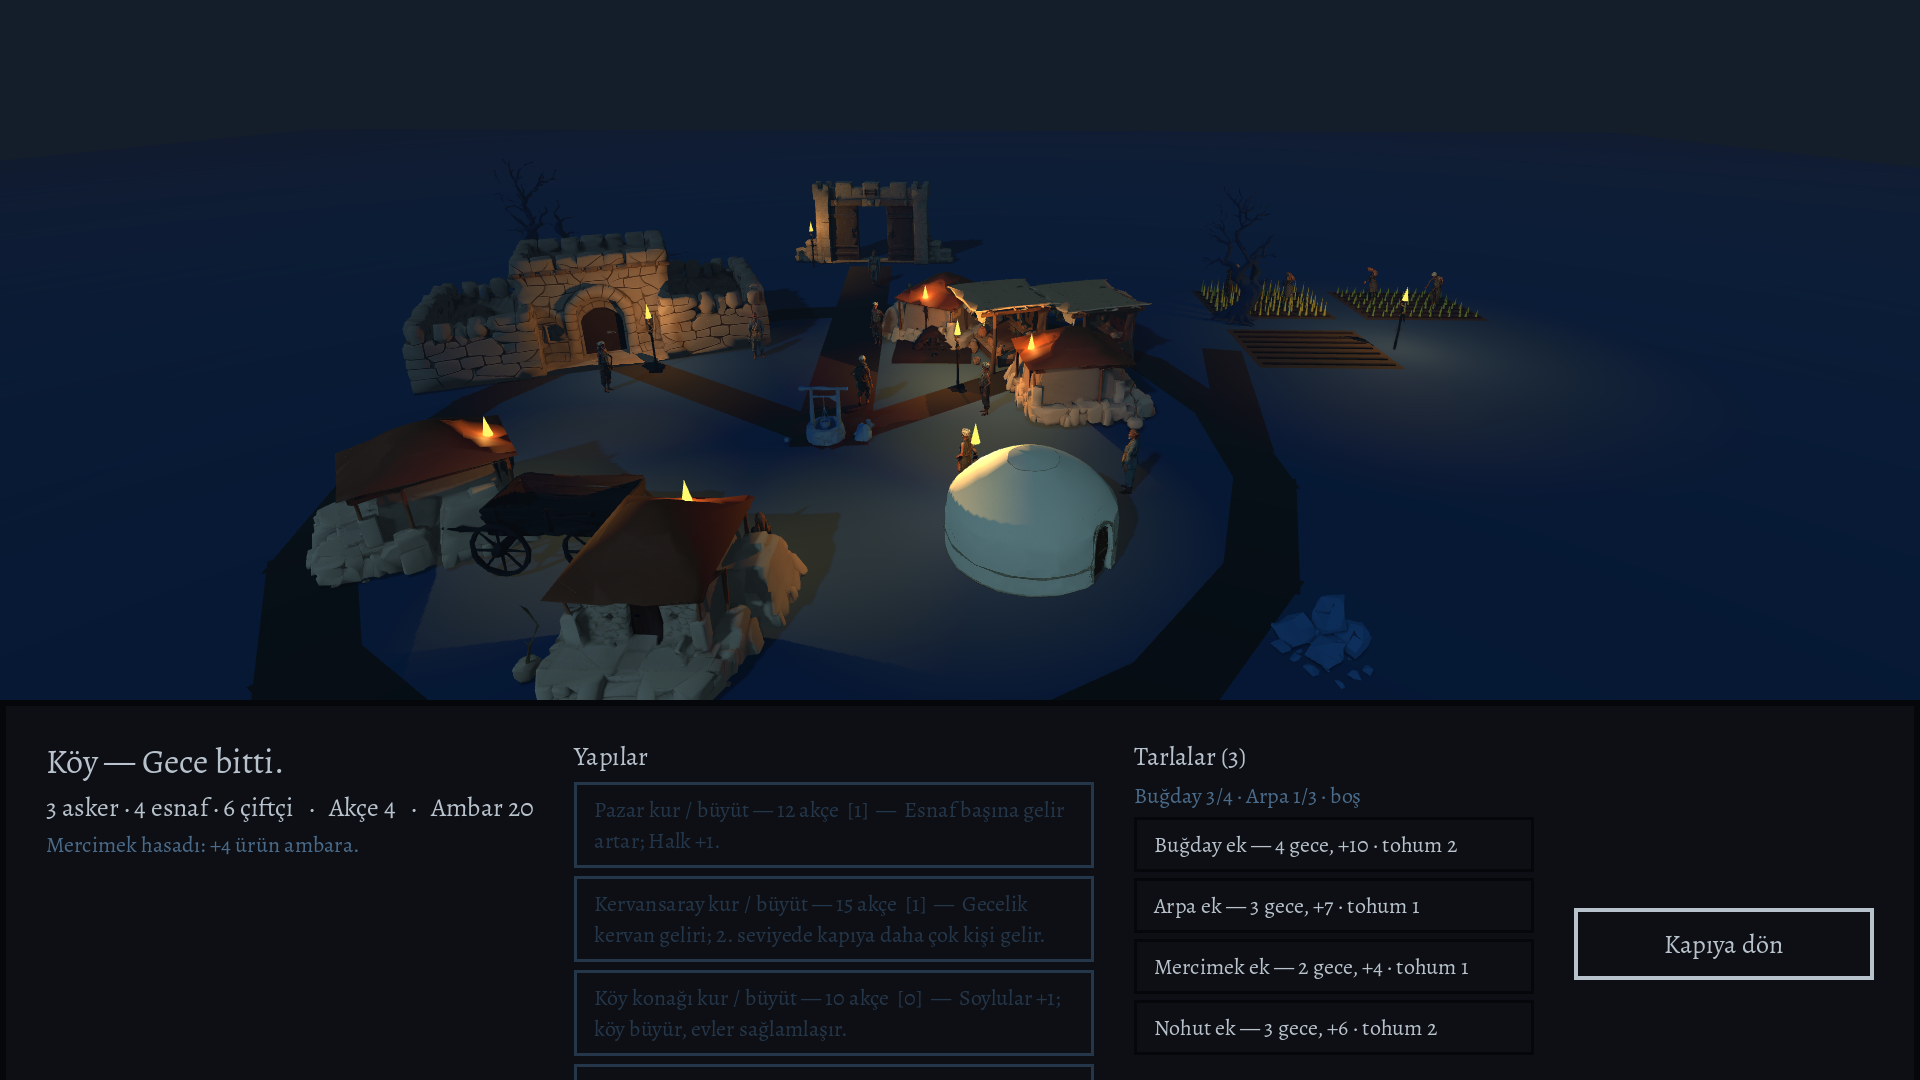 Köy — Gece bitti.
3 asker · 4 esnaf · 6 çiftçi · Akçe 4 · Ambar 20
Mercimek hasadı: +4 ürün ambara.
Yapılar
Pazar kur / büyüt — 12 akçe [1] — Esnaf başına gelir
artar; Halk +1.
Kervansaray kur / büyüt — 15 akçe [1] — Gecelik
kervan geliri; 2. seviyede kapıya daha çok kişi gelir.
Köy konağı kur / büyüt — 10 akçe [0] — Soylular +1;
köy büyür, evler sağlamlaşır.
Tarlalar (3)
Buğday 3/4 · Arpa 1/3 · boş
Buğday ek — 4 gece, +10 · tohum 2
Arpa ek — 3 gece, +7 · tohum 1
Mercimek ek — 2 gece, +4 · tohum 1
Nohut ek — 3 gece, +6 · tohum 2
Kapıya dön